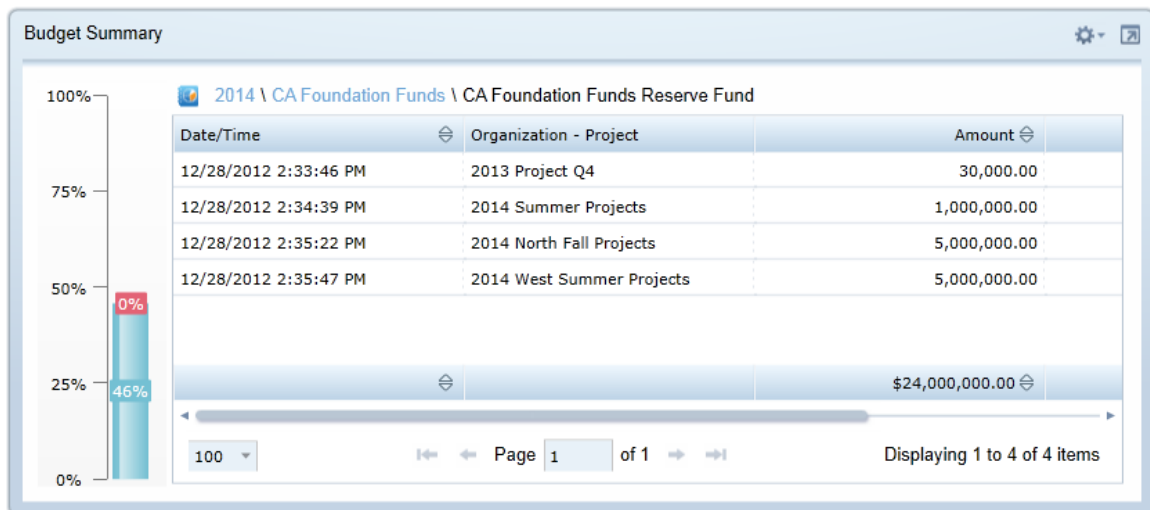 Budget Summary
100%
75%
50%
25%
0%
0%
46%
2014 \ CA Foundation Funds \ CA Foundation Funds Reserve Fund
Date/Time Organization - Project Amount
12/28/2012 2:33:46 PM 2013 Project Q4 30,000.00
12/28/2012 2:34:39 PM 2014 Summer Projects 1,000,000.00
12/28/2012 2:35:22 PM 2014 North Fall Projects 5,000,000.00
12/28/2012 2:35:47 PM 2014 West Summer Projects 5,000,000.00
$24,000,000.00
100 Page 1 of 1 Displaying 1 to 4 of 4 items